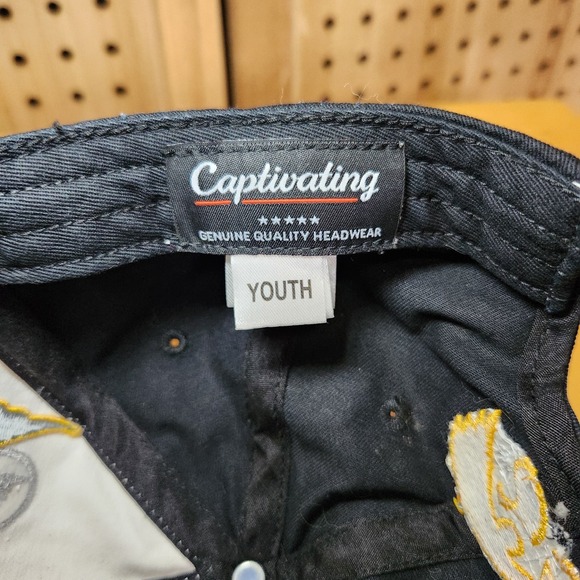 Captivating
★★★★★
GENUINE QUALITY HEADWEAR
YOUTH